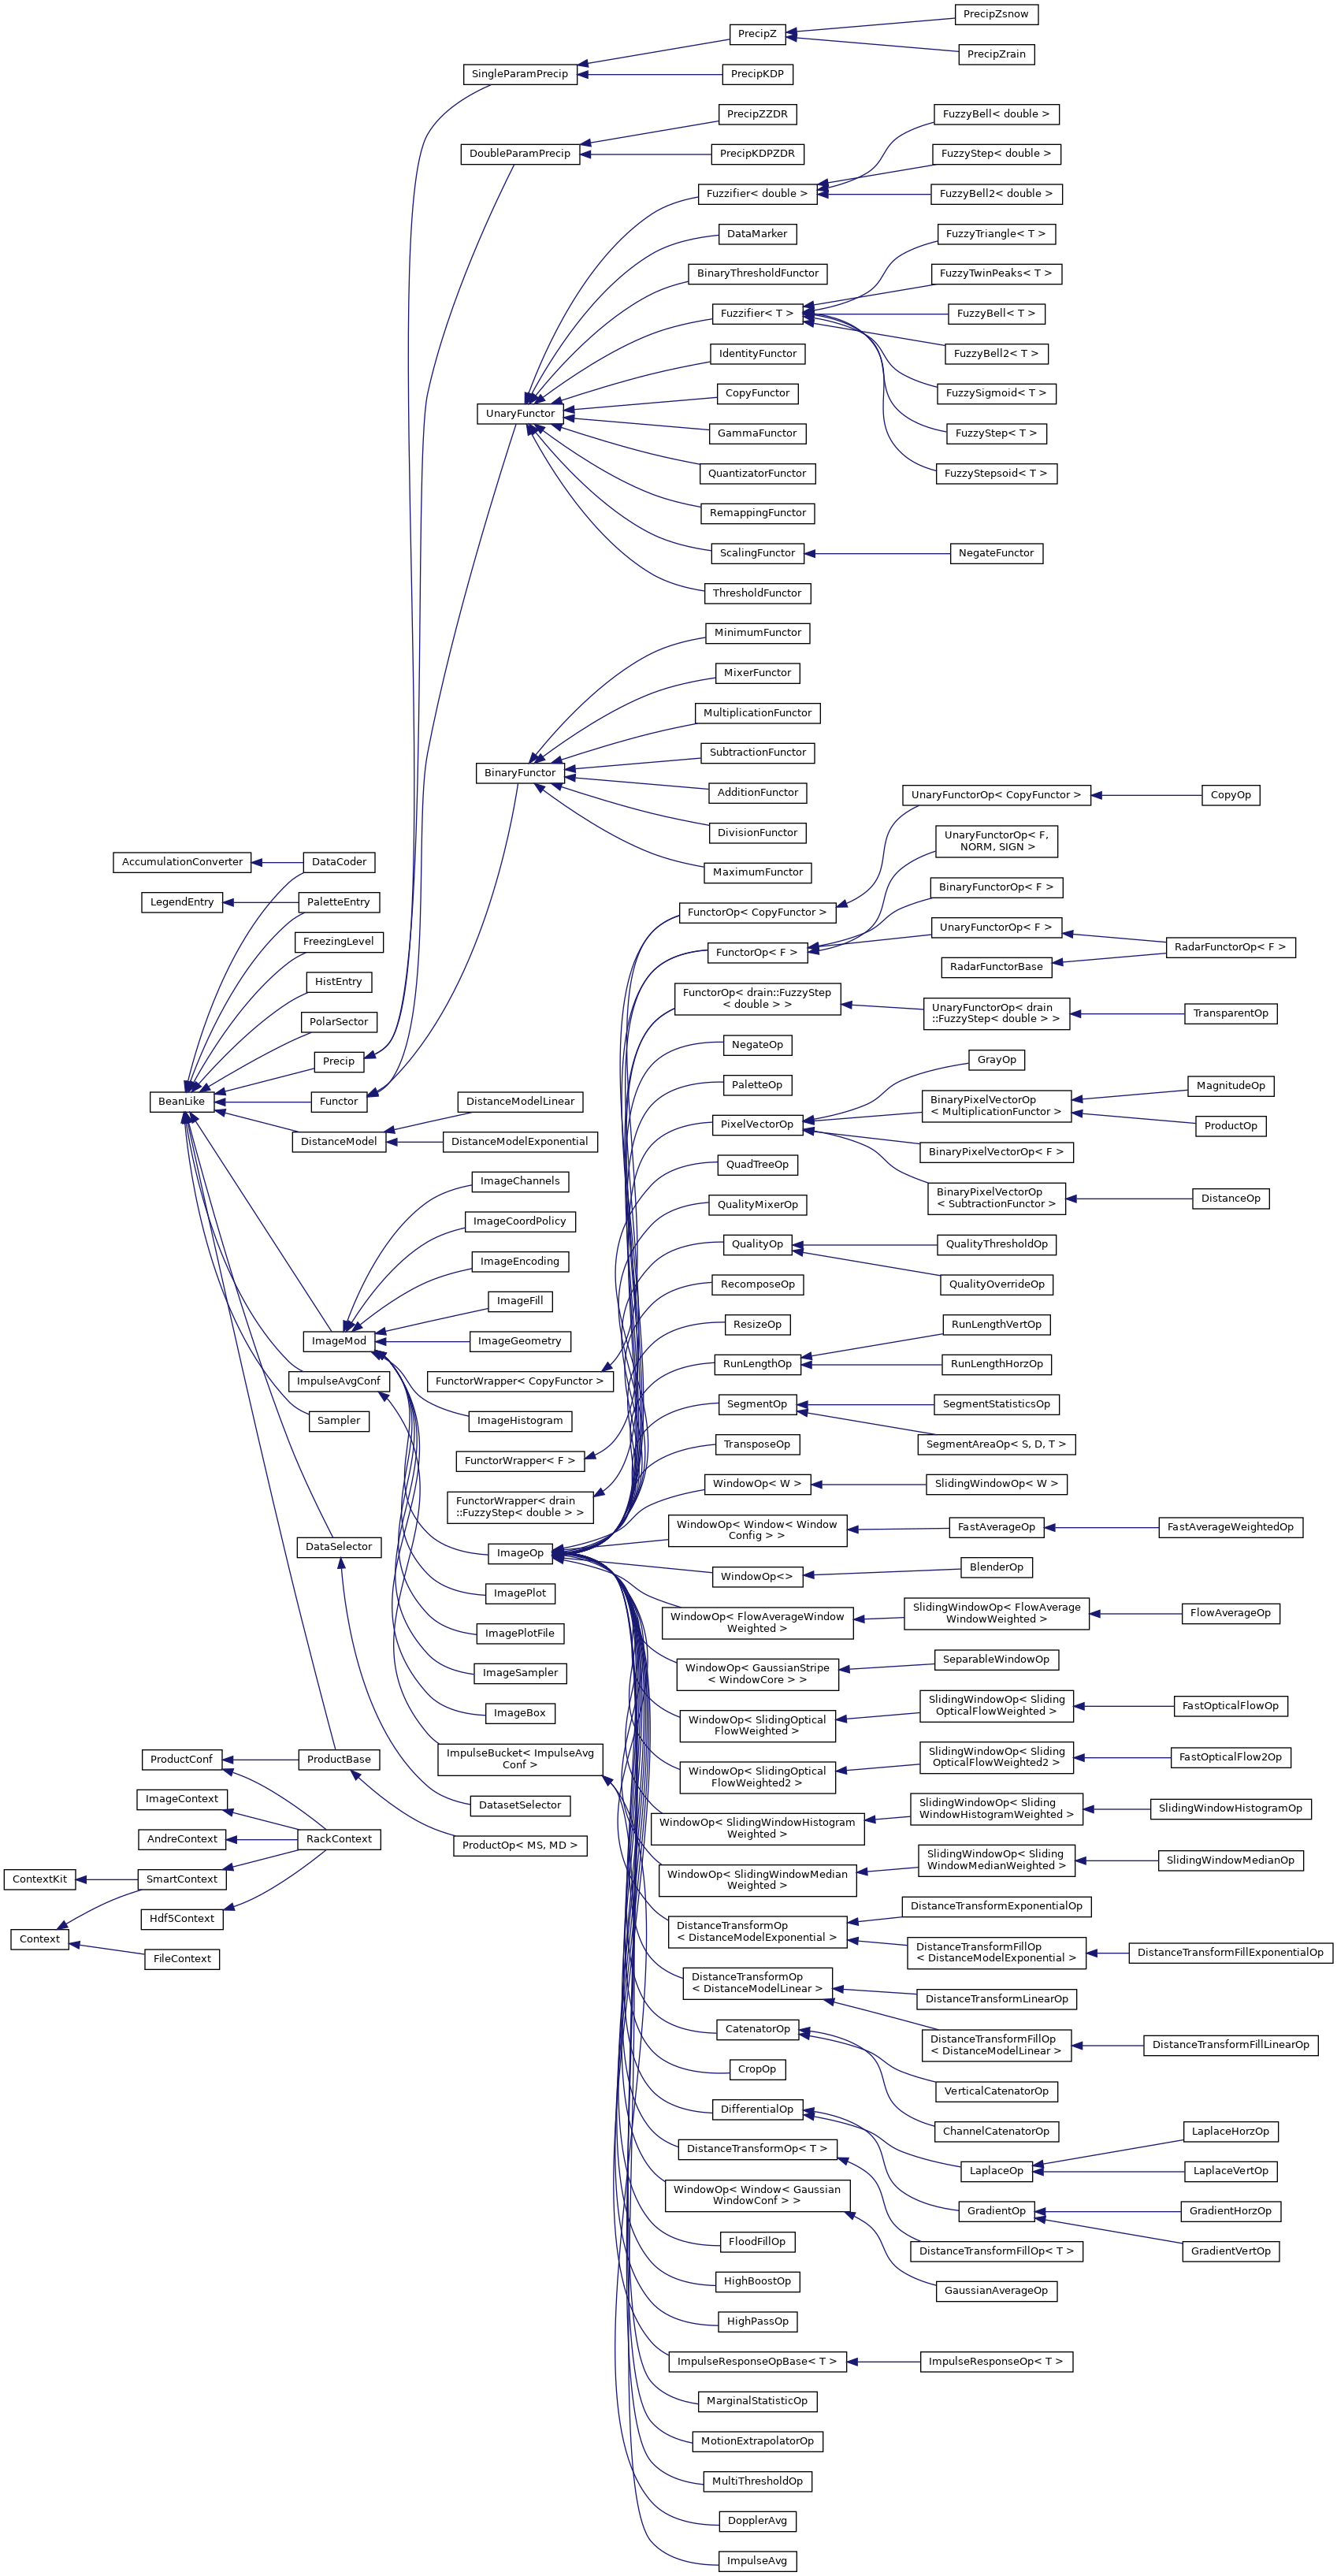 PrecipZsnow
PrecipZ
PrecipZrain
SingleParamPrecip
PrecipKDP
PrecipZZDR
FuzzyBell< double >
DoubleParamPrecip
PrecipKDPZDR
FuzzyStep< double >
Fuzzifier< double >
FuzzyBell2< double >
DataMarker
FuzzyTriangle< T >
BinaryThresholdFunctor
FuzzyTwinPeaks< T >
Fuzzifier< T >
FuzzyBell< T >
IdentityFunctor
FuzzyBell2< T >
CopyFunctor
FuzzySigmoid< T >
UnaryFunctor
GammaFunctor
FuzzyStep< T >
QuantizatorFunctor
FuzzyStepsoid< T >
RemappingFunctor
ScalingFunctor
NegateFunctor
ThresholdFunctor
MinimumFunctor
MixerFunctor
MultiplicationFunctor
SubtractionFunctor
BinaryFunctor
AdditionFunctor
UnaryFunctorOp< CopyFunctor >
CopyOp
DivisionFunctor
UnaryFunctorOp< F,
NORM, SIGN >
AccumulationConverter
DataCoder
MaximumFunctor
BinaryFunctorOp< F >
LegendEntry
PaletteEntry
FunctorOp< CopyFunctor >
UnaryFunctorOp< F >
FreezingLevel
FunctorOp< F >
RadarFunctorOp< F >
RadarFunctorBase
HistEntry
FunctorOp< drain::FuzzyStep
< double > >
UnaryFunctorOp< drain
::FuzzyStep< double > >
TransparentOp
PolarSector
NegateOp
Precip
GrayOp
PaletteOp
MagnitudeOp
BeanLike
Functor
DistanceModelLinear
BinaryPixelVectorOp
< MultiplicationFunctor >
PixelVectorOp
ProductOp
DistanceModel
DistanceModelExponential
BinaryPixelVectorOp< F >
QuadTreeOp
ImageChannels
BinaryPixelVectorOp
< SubtractionFunctor >
DistanceOp
QualityMixerOp
ImageCoordPolicy
QualityOp
QualityThresholdOp
ImageEncoding
RecomposeOp
QualityOverrideOp
ImageFill
ResizeOp
RunLengthVertOp
ImageMod
ImageGeometry
RunLengthOp
RunLengthHorzOp
ImpulseAvgConf
FunctorWrapper< CopyFunctor >
SegmentOp
SegmentStatisticsOp
Sampler
ImageHistogram
TransposeOp
SegmentAreaOp< S, D, T >
FunctorWrapper< F >
WindowOp< W >
SlidingWindowOp< W >
FunctorWrapper< drain
::FuzzyStep< double > >
WindowOp< Window< Window
Config > >
FastAverageOp
FastAverageWeightedOp
DataSelector
ImageOp
WindowOp<>
BlenderOp
ImagePlot
WindowOp< FlowAverageWindow
Weighted >
SlidingWindowOp< FlowAverage
WindowWeighted >
FlowAverageOp
ImagePlotFile
SeparableWindowOp
ImageSampler
WindowOp< GaussianStripe
< WindowCore > >
ImageBox
WindowOp< SlidingOptical
FlowWeighted >
SlidingWindowOp< Sliding
OpticalFlowWeighted >
FastOpticalFlowOp
ProductConf
ProductBase
ImpulseBucket< ImpulseAvg
Conf >
WindowOp< SlidingOptical
FlowWeighted2 >
SlidingWindowOp< Sliding
OpticalFlowWeighted2 >
FastOpticalFlow2Op
ImageContext
DatasetSelector
WindowOp< SlidingWindowHistogram
Weighted >
SlidingWindowOp< Sliding
WindowHistogramWeighted >
SlidingWindowHistogramOp
AndreContext
RackContext
ProductOp< MS, MD >
WindowOp< SlidingWindowMedian
Weighted >
SlidingWindowOp< Sliding
WindowMedianWeighted >
SlidingWindowMedianOp
ContextKit
SmartContext
Hdf5Context
DistanceTransformOp
< DistanceModelExponential >
DistanceTransformExponentialOp
Context
FileContext
DistanceTransformFillOp
< DistanceModelExponential >
DistanceTransformFillExponentialOp
DistanceTransformOp
< DistanceModelLinear >
DistanceTransformLinearOp
CatenatorOp
DistanceTransformFillOp
< DistanceModelLinear >
DistanceTransformFillLinearOp
CropOp
VerticalCatenatorOp
DifferentialOp
ChannelCatenatorOp
LaplaceHorzOp
DistanceTransformOp< T >
LaplaceOp
LaplaceVertOp
WindowOp< Window< Gaussian
WindowConf > >
GradientOp
GradientHorzOp
FloodFillOp
DistanceTransformFillOp< T >
GradientVertOp
HighBoostOp
GaussianAverageOp
HighPassOp
ImpulseResponseOpBase< T >
ImpulseResponseOp< T >
MarginalStatisticOp
MotionExtrapolatorOp
MultiThresholdOp
DopplerAvg
ImpulseAvg